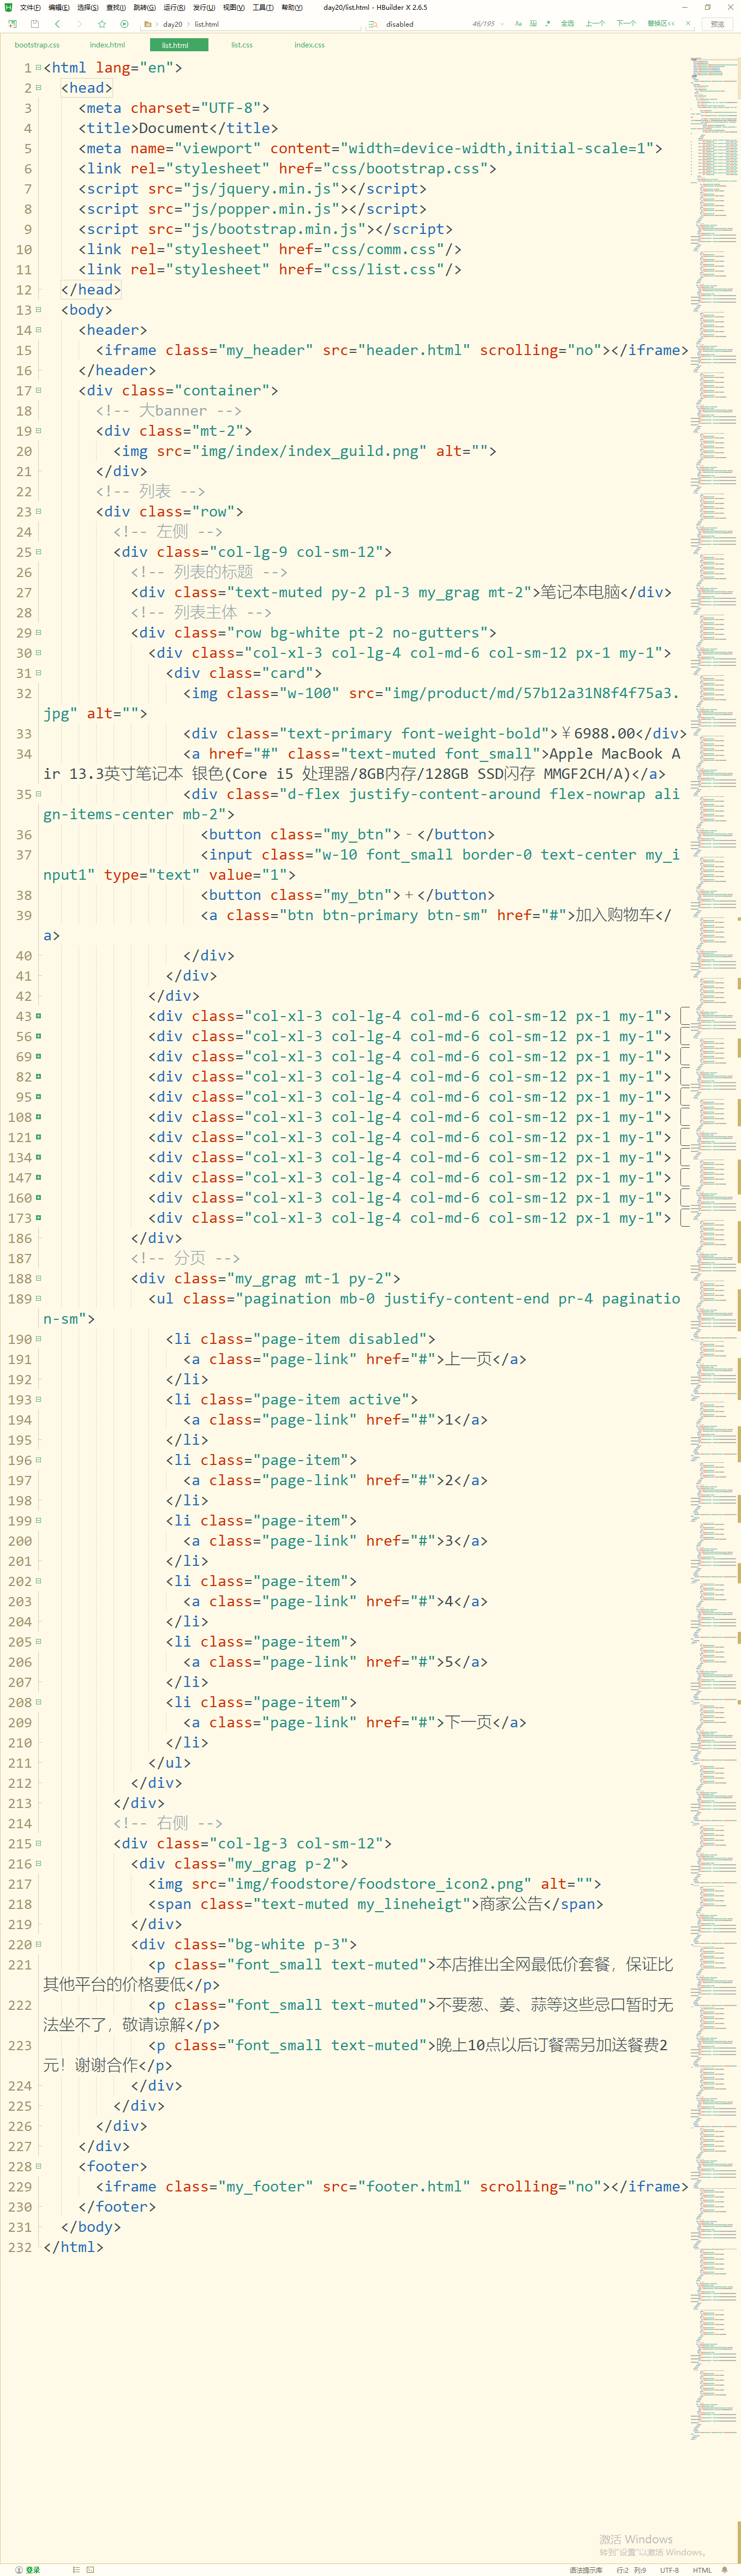 文件(F) 编辑(E) 选择(S) 查找(I) 跳转(G) 运行(R) 发行(U) 视图(V) 工具(T) 帮助(Y) day20/list.html - HBuilder X 2.6.5
day20 list.html disabled 46/195 Aa 全选 上一个 下一个 替换区<< × 预览
bootstrap.css index.html list.html list.css index.css
1 <html lang="en">
2 <head>
3 <meta charset="UTF-8">
4 <title>Document</title>
5 <meta name="viewport" content="width=device-width,initial-scale=1">
6 <link rel="stylesheet" href="css/bootstrap.css">
7 <script src="js/jquery.min.js"></script>
8 <script src="js/popper.min.js"></script>
9 <script src="js/bootstrap.min.js"></script>
10 <link rel="stylesheet" href="css/comm.css"/>
11 <link rel="stylesheet" href="css/list.css"/>
12 </head>
13 <body>
14 <header>
15 <iframe class="my_header" src="header.html" scrolling="no"></iframe>
16 </header>
17 <div class="container">
18 <!-- 大banner -->
19 <div class="mt-2">
20 <img src="img/index/index_guild.png" alt="">
21 </div>
22 <!-- 列表 -->
23 <div class="row">
24 <!-- 左侧 -->
25 <div class="col-lg-9 col-sm-12">
26 <!-- 列表的标题 -->
27 <div class="text-muted py-2 pl-3 my_grag mt-2">笔记本电脑</div>
28 <!-- 列表主体 -->
29 <div class="row bg-white pt-2 no-gutters">
30 <div class="col-xl-3 col-lg-4 col-md-6 col-sm-12 px-1 my-1">
31 <div class="card">
32 <img class="w-100" src="img/product/md/57b12a31N8f4f75a3.
jpg" alt="">
33 <div class="text-primary font-weight-bold">￥6988.00</div>
34 <a href="#" class="text-muted font_small">Apple MacBook A
ir 13.3英寸笔记本 银色(Core i5 处理器/8GB内存/128GB SSD闪存 MMGF2CH/A)</a>
35 <div class="d-flex justify-content-around flex-nowrap ali
gn-items-center mb-2">
36 <button class="my_btn">-</button>
37 <input class="w-10 font_small border-0 text-center my_i
nput1" type="text" value="1">
38 <button class="my_btn">+</button>
39 <a class="btn btn-primary btn-sm" href="#">加入购物车</
a>
40 </div>
41 </div>
42 </div>
43 <div class="col-xl-3 col-lg-4 col-md-6 col-sm-12 px-1 my-1">
56 <div class="col-xl-3 col-lg-4 col-md-6 col-sm-12 px-1 my-1">
69 <div class="col-xl-3 col-lg-4 col-md-6 col-sm-12 px-1 my-1">
82 <div class="col-xl-3 col-lg-4 col-md-6 col-sm-12 px-1 my-1">
95 <div class="col-xl-3 col-lg-4 col-md-6 col-sm-12 px-1 my-1">
108 <div class="col-xl-3 col-lg-4 col-md-6 col-sm-12 px-1 my-1">
121 <div class="col-xl-3 col-lg-4 col-md-6 col-sm-12 px-1 my-1">
134 <div class="col-xl-3 col-lg-4 col-md-6 col-sm-12 px-1 my-1">
147 <div class="col-xl-3 col-lg-4 col-md-6 col-sm-12 px-1 my-1">
160 <div class="col-xl-3 col-lg-4 col-md-6 col-sm-12 px-1 my-1">
173 <div class="col-xl-3 col-lg-4 col-md-6 col-sm-12 px-1 my-1">
186 </div>
187 <!-- 分页 -->
188 <div class="my_grag mt-1 py-2">
189 <ul class="pagination mb-0 justify-content-end pr-4 paginatio
n-sm">
190 <li class="page-item disabled">
191 <a class="page-link" href="#">上一页</a>
192 </li>
193 <li class="page-item active">
194 <a class="page-link" href="#">1</a>
195 </li>
196 <li class="page-item">
197 <a class="page-link" href="#">2</a>
198 </li>
199 <li class="page-item">
200 <a class="page-link" href="#">3</a>
201 </li>
202 <li class="page-item">
203 <a class="page-link" href="#">4</a>
204 </li>
205 <li class="page-item">
206 <a class="page-link" href="#">5</a>
207 </li>
208 <li class="page-item">
209 <a class="page-link" href="#">下一页</a>
210 </li>
211 </ul>
212 </div>
213 </div>
214 <!-- 右侧 -->
215 <div class="col-lg-3 col-sm-12">
216 <div class="my_grag p-2">
217 <img src="img/foodstore/foodstore_icon2.png" alt="">
218 <span class="text-muted my_lineheigt">商家公告</span>
219 </div>
220 <div class="bg-white p-3">
221 <p class="font_small text-muted">本店推出全网最低价套餐，保证比
其他平台的价格要低</p>
222 <p class="font_small text-muted">不要葱、姜、蒜等这些忌口暂时无
法坐不了，敬请谅解</p>
223 <p class="font_small text-muted">晚上10点以后订餐需另加送餐费2
元！谢谢合作</p>
224 </div>
225 </div>
226 </div>
227 </div>
228 <footer>
229 <iframe class="my_footer" src="footer.html" scrolling="no"></iframe>
230 </footer>
231 </body>
232 </html>
激活 Windows
转到"设置"以激活 Windows。
登录 语法提示库 行:2 列:9 UTF-8 HTML